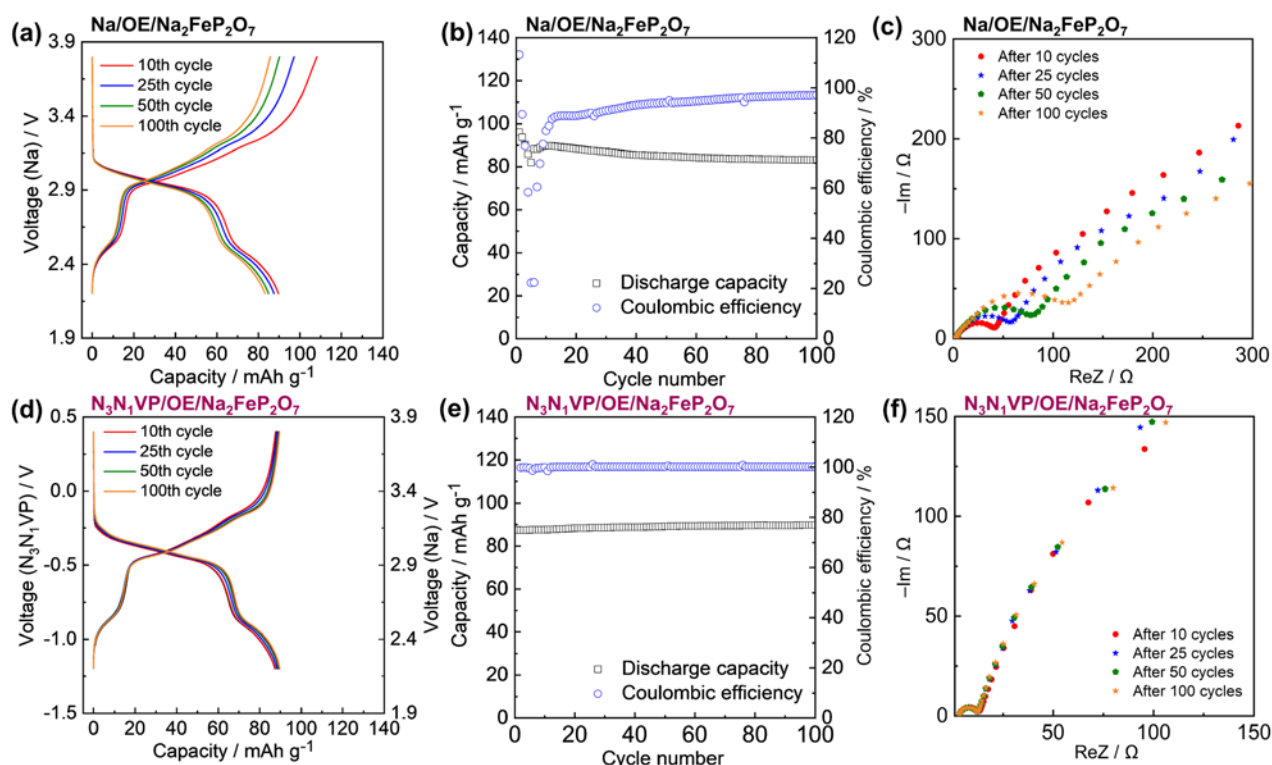 (a)
Na/OE/Na₂FeP₂O₇
3.9
3.4
2.9
2.4
1.9
Voltage (Na) / V
10th cycle
25th cycle
50th cycle
100th cycle
0 20 40 60 80 100 120 140
Capacity / mAh g⁻¹
(b)
Na/OE/Na₂FeP₂O₇
140
120
100
80
60
40
20
0
Capacity / mAh g⁻¹
120
100
80
60
40
20
0
Coulombic efficiency / %
Discharge capacity
Coulombic efficiency
0 20 40 60 80 100
Cycle number
(c)
Na/OE/Na₂FeP₂O₇
300
200
100
0
–Im / Ω
After 10 cycles
After 25 cycles
After 50 cycles
After 100 cycles
0 100 200 300
ReZ / Ω
(d)
N₃N₁VP/OE/Na₂FeP₂O₇
0.5
0.0
-0.5
-1.0
-1.5
Voltage (N₃N₁VP) / V
10th cycle
25th cycle
50th cycle
100th cycle
3.9
3.4
2.9
2.4
1.9
Voltage (Na) / V
0 20 40 60 80 100 120 140
Capacity / mAh g⁻¹
(e)
N₃N₁VP/OE/Na₂FeP₂O₇
140
120
100
80
60
40
20
0
Capacity / mAh g⁻¹
120
100
80
60
40
20
0
Coulombic efficiency / %
Discharge capacity
Coulombic efficiency
0 20 40 60 80 100
Cycle number
(f)
N₃N₁VP/OE/Na₂FeP₂O₇
150
100
50
0
–Im / Ω
After 10 cycles
After 25 cycles
After 50 cycles
After 100 cycles
50 100 150
ReZ / Ω